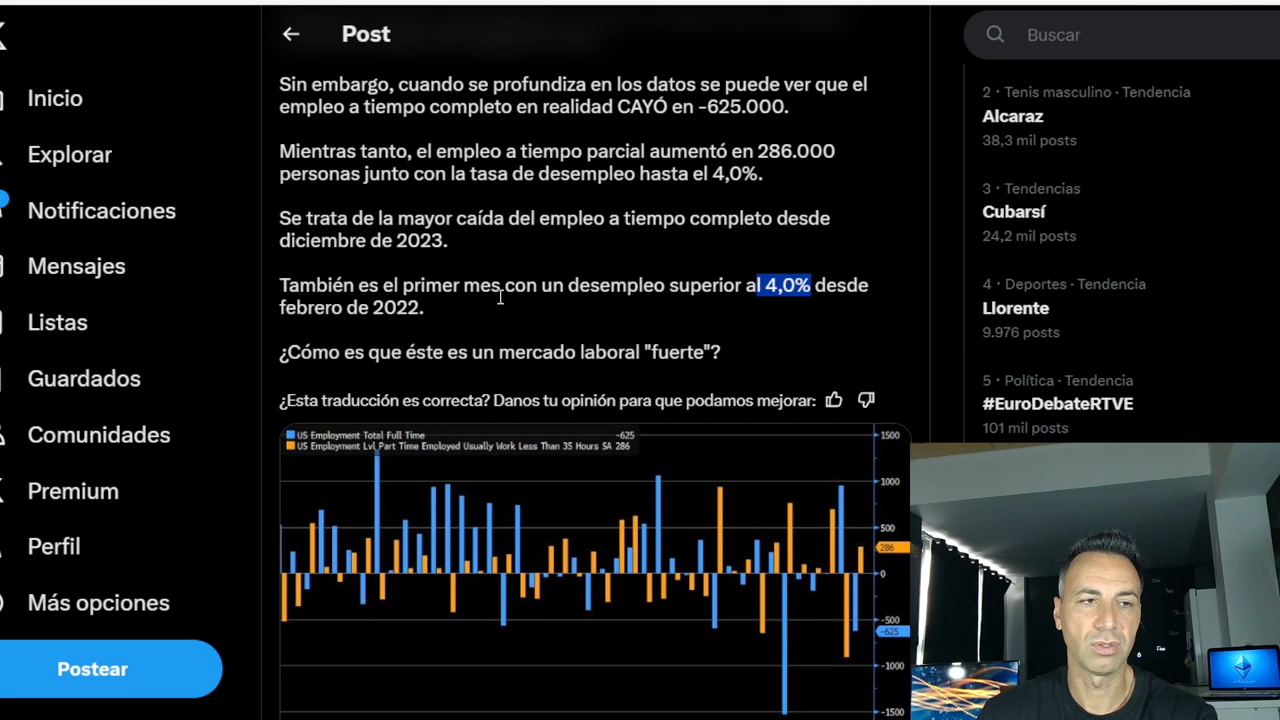 Post
Sin embargo, cuando se profundiza en los datos se puede ver que el
empleo a tiempo completo en realidad CAYÓ en -625.000.
Mientras tanto, el empleo a tiempo parcial aumentó en 286.000
personas junto con la tasa de desempleo hasta el 4,0%.
Se trata de la mayor caída del empleo a tiempo completo desde
diciembre de 2023.
También es el primer mes con un desempleo superior al 4,0% desde
febrero de 2022.
¿Cómo es que éste es un mercado laboral "fuerte"?
¿Esta traducción es correcta? Danos tu opinión para que podamos mejorar:
US Employment Total Full Time -625
US Employment Lvl Part Time Employed Usually Work Less Than 35 Hours SA 286
1500
1000
500
286
0
-500
-625
-1000
-1500
Inicio
Explorar
Notificaciones
Mensajes
Listas
Guardados
Comunidades
Premium
Perfil
Más opciones
Postear
Buscar
2 · Tenis masculino · Tendencia
Alcaraz
38,3 mil posts
3 · Tendencias
Cubarsí
24,2 mil posts
4 · Deportes · Tendencia
Llorente
9.976 posts
5 · Política · Tendencia
#EuroDebateRTVE
101 mil posts